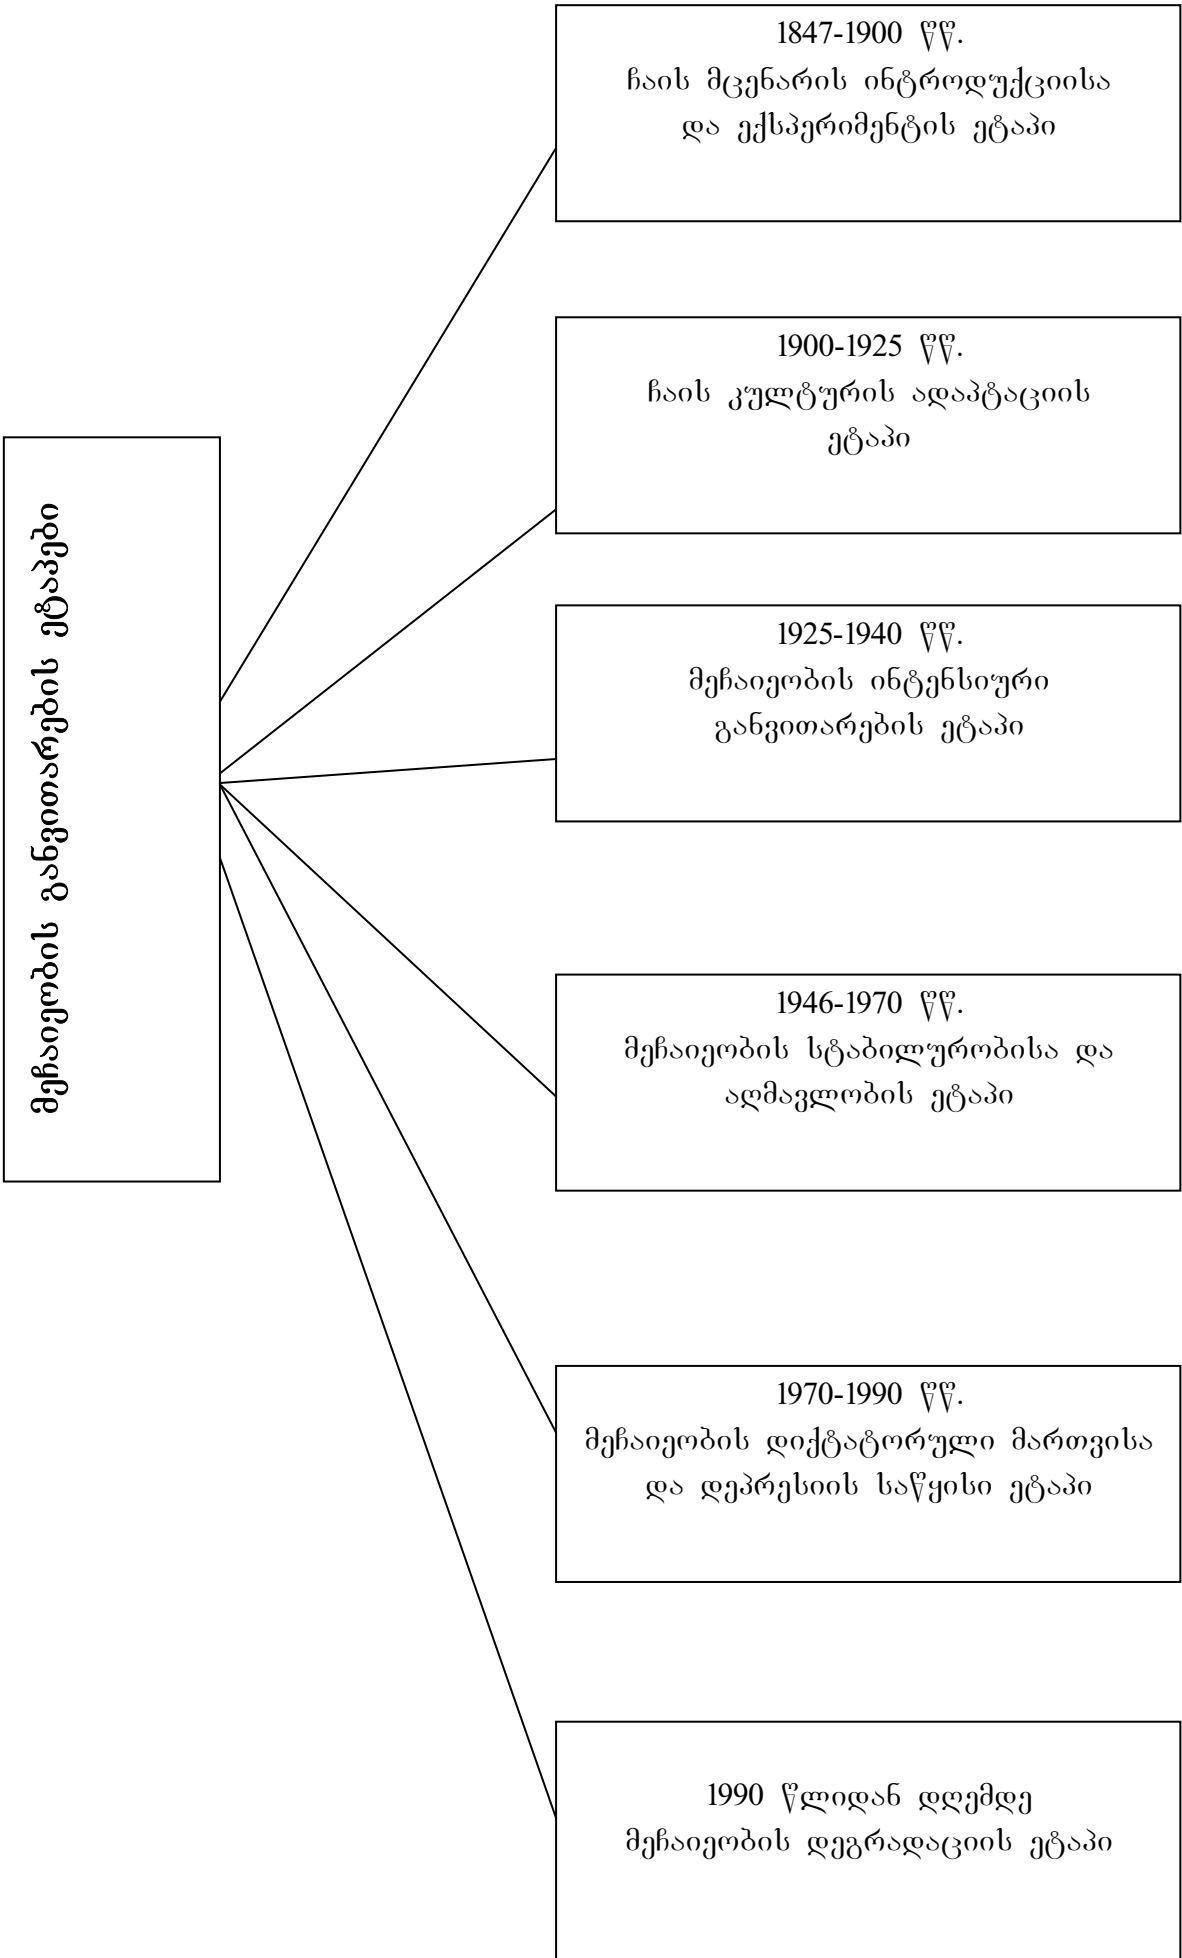 მეჩაიეობის განვითარების ეტაპები
1847-1900 წწ.
ჩაის მცენარის ინტროდუქციისა
და ექსპერიმენტის ეტაპი
1900-1925 წწ.
ჩაის კულტურის ადაპტაციის
ეტაპი
1925-1940 წწ.
მეჩაიეობის ინტენსიური
განვითარების ეტაპი
1946-1970 წწ.
მეჩაიეობის სტაბილურობისა და
აღმავლობის ეტაპი
1970-1990 წწ.
მეჩაიეობის დიქტატორული მართვისა
და დეპრესიის საწყისი ეტაპი
1990 წლიდან დღემდე
მეჩაიეობის დეგრადაციის ეტაპი